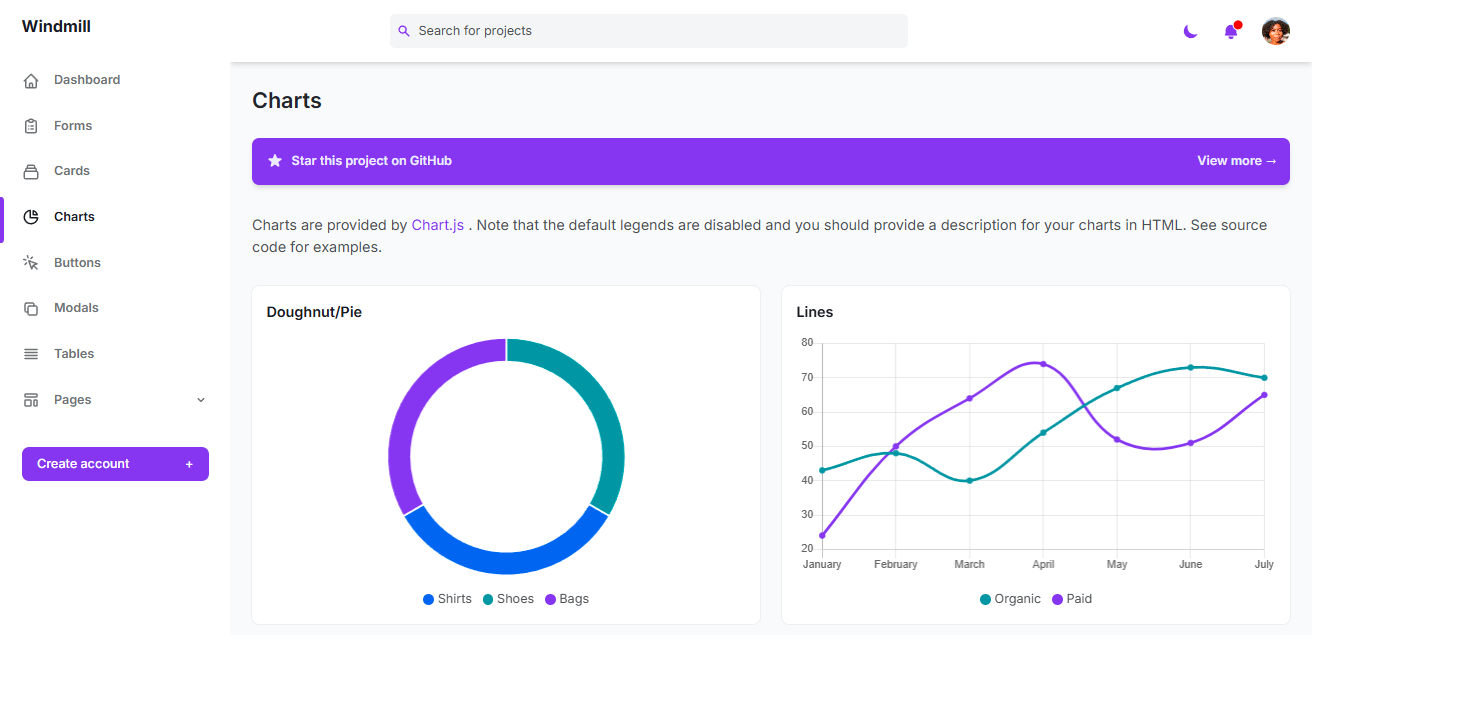 Windmill
Search for projects
Dashboard
Forms
Cards
Charts
Buttons
Modals
Tables
Pages
Create account +
Charts
Star this project on GitHub
View more →
Charts are provided by Chart.js . Note that the default legends are disabled and you should provide a description for your charts in HTML. See source
code for examples.
Doughnut/Pie
Shirts Shoes Bags
Lines
80
70
60
50
40
30
20
January February March April May June July
Organic Paid